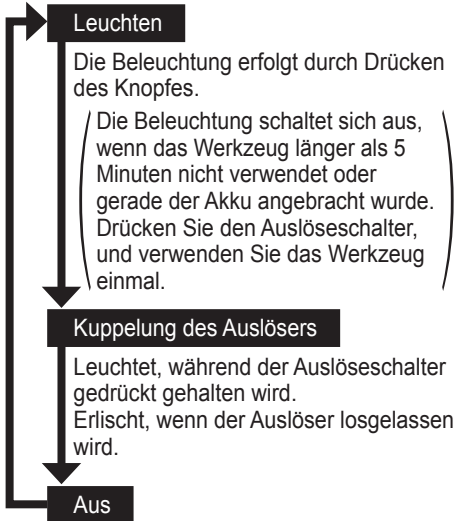 Leuchten
Die Beleuchtung erfolgt durch Drücken
des Knopfes.
Die Beleuchtung schaltet sich aus,
wenn das Werkzeug länger als 5
Minuten nicht verwendet oder
gerade der Akku angebracht wurde.
Drücken Sie den Auslöseschalter,
und verwenden Sie das Werkzeug
einmal.
Kuppelung des Auslösers
Leuchtet, während der Auslöseschalter
gedrückt gehalten wird.
Erlischt, wenn der Auslöser losgelassen
wird.
Aus